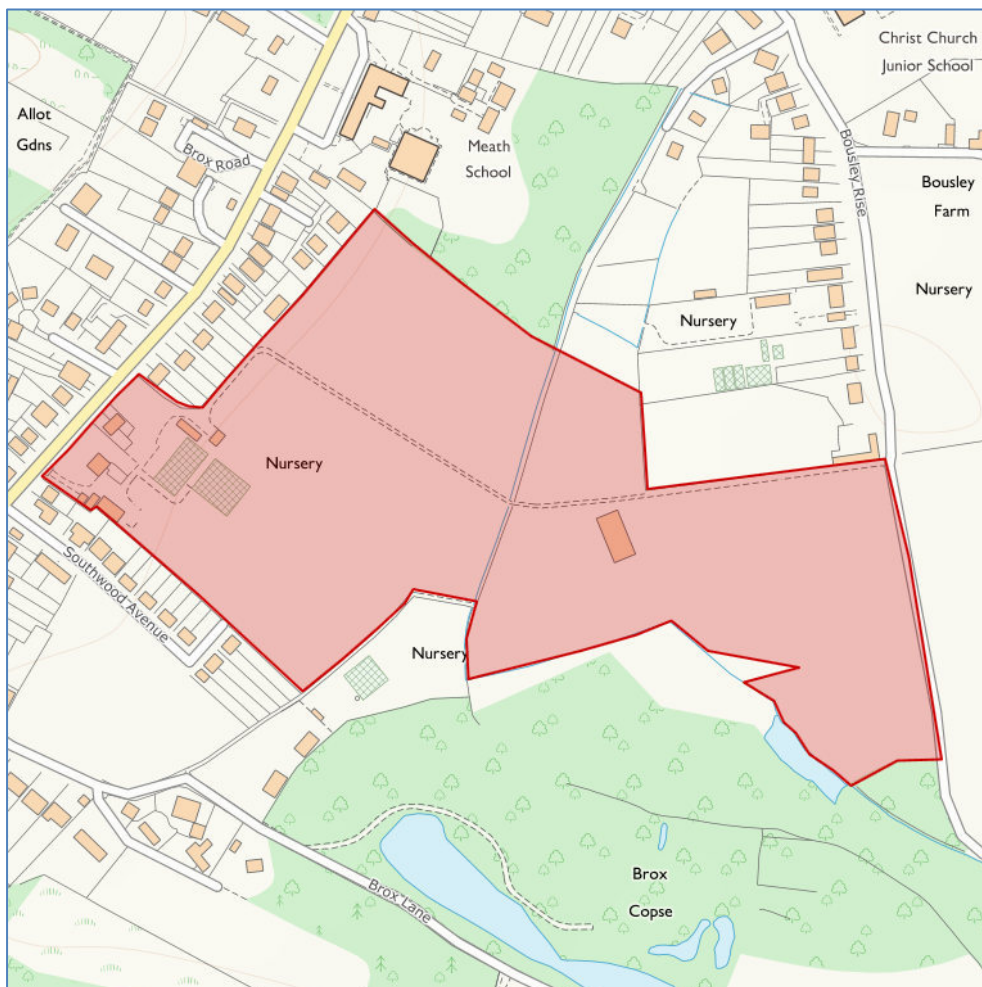 Christ Church
Junior School
Allot
Gdns
Brox Road
Meath
School
Bousley Rise
Bousley
Farm
Nursery
Nursery
Nursery
Southwood Avenue
Nursery
Brox Lane
Brox
Copse